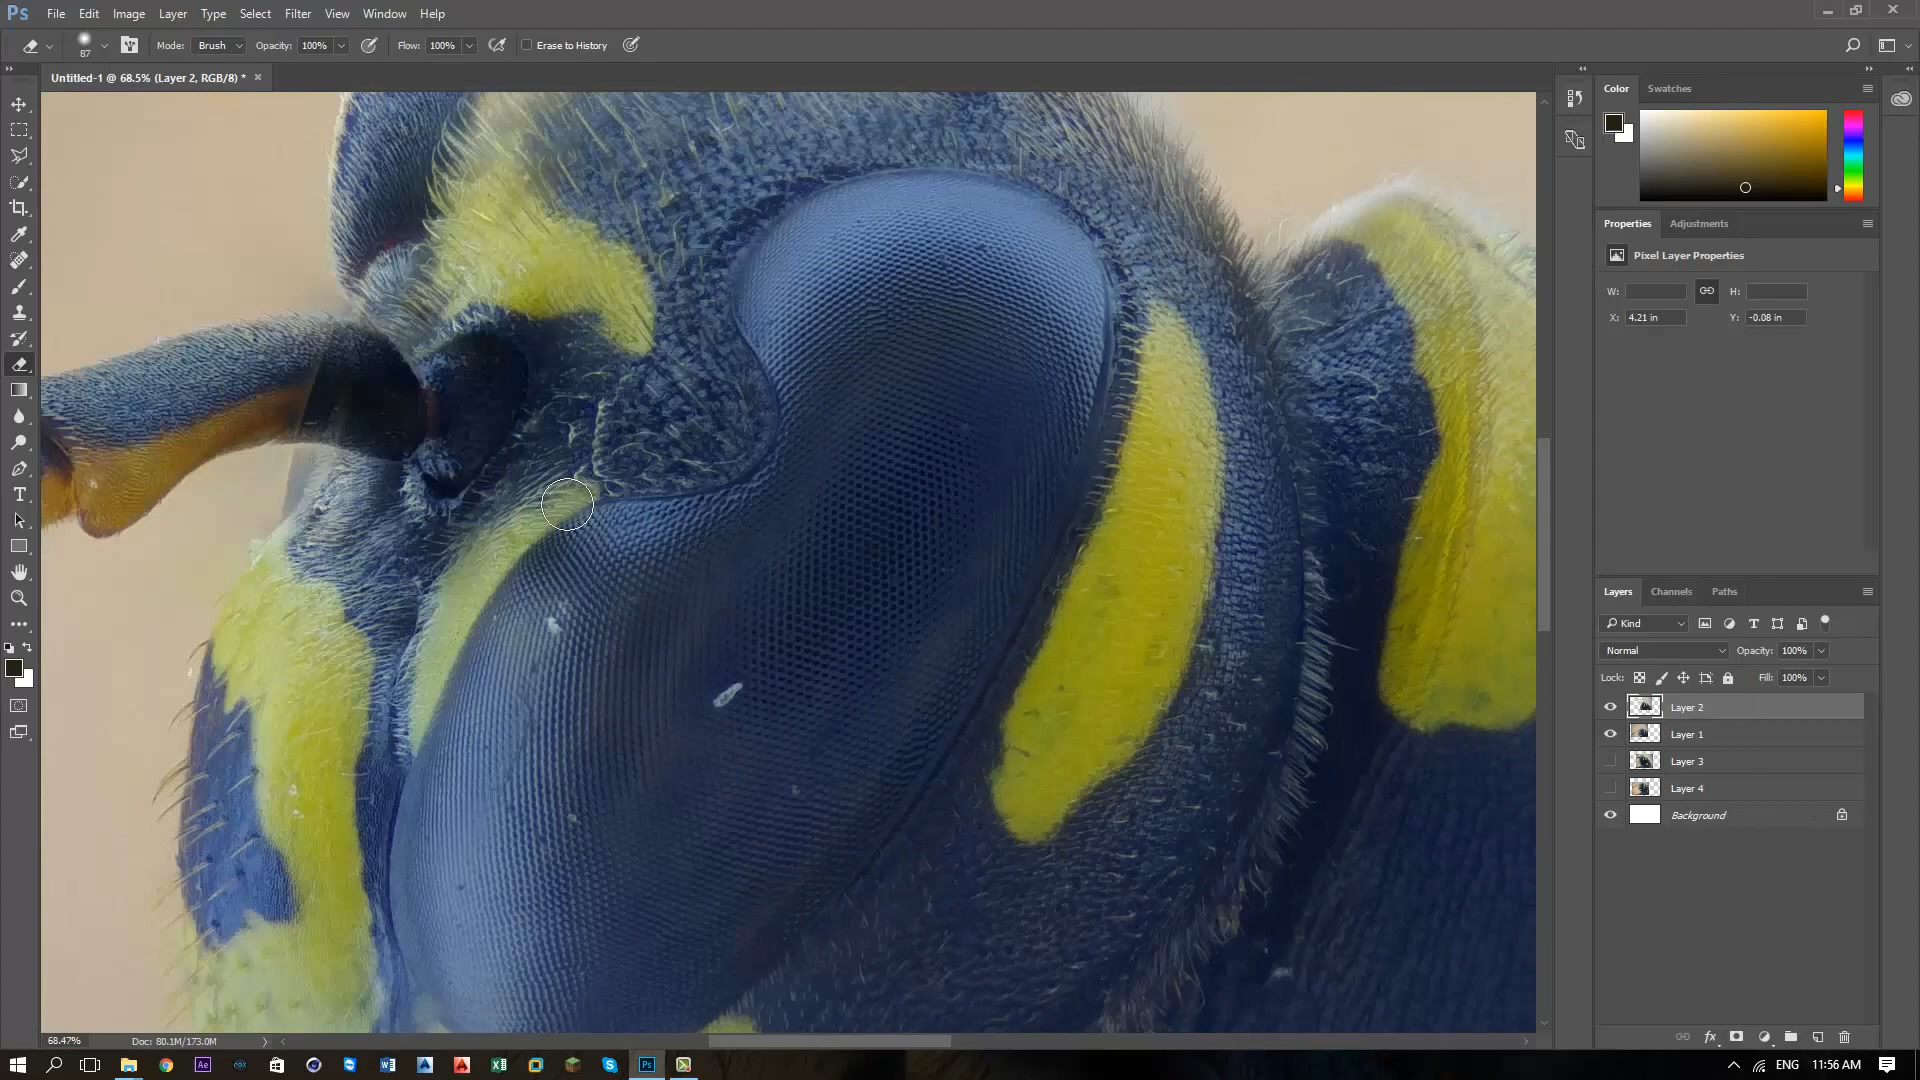 Ps File Edit Image Layer Type Select Filter View Window Help
87 Mode: Brush Opacity: 100% Flow: 100% Erase to History
Untitled-1 @ 68.5% (Layer 2, RGB/8) *
Color Swatches
Properties Adjustments
Pixel Layer Properties
W: H:
X: 4.21 in Y: -0.08 in
Layers Channels Paths
Kind
Normal Opacity: 100%
Lock: Fill: 100%
Layer 2
Layer 1
Layer 3
Layer 4
Background
68.47% Doc: 80.1M/173.0M
Ae Ps ENG 11:56 AM